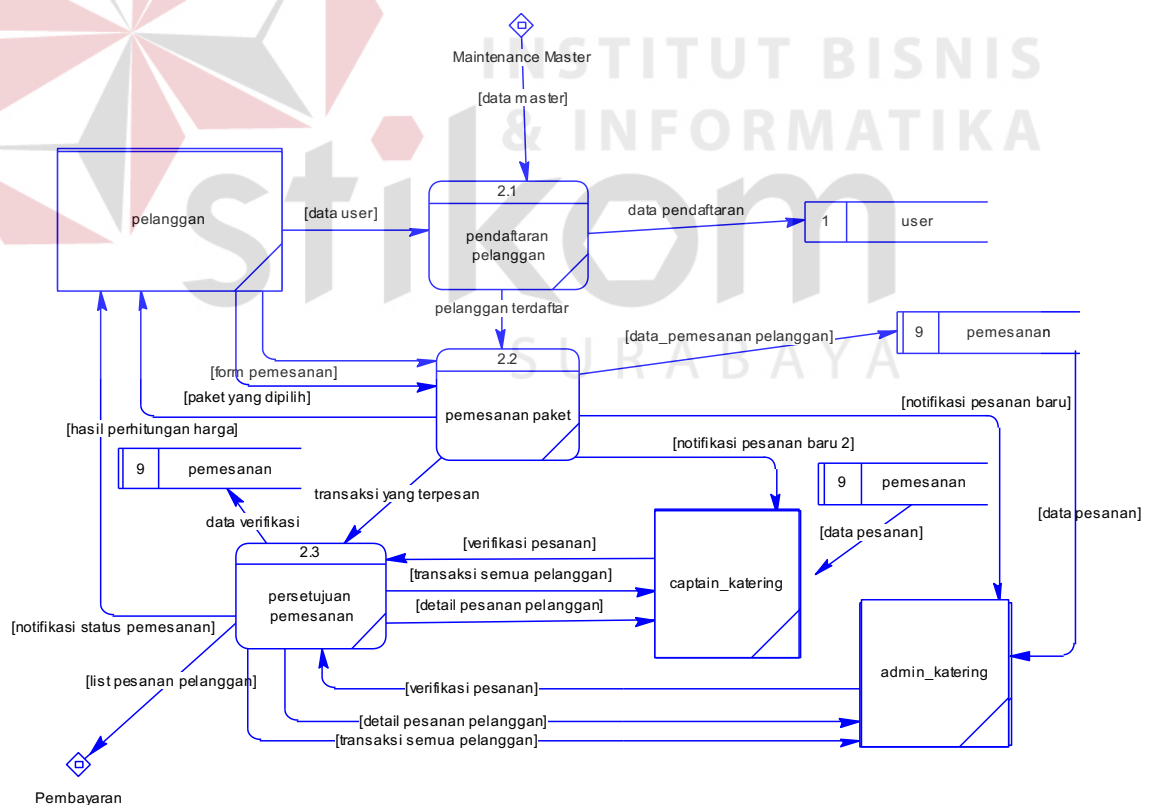 INSTITUT BISNIS
& INFORMATIKA
stikom
SURABAYA
Maintenance Master
[data master]
pelanggan
[data user]
2.1
pendaftaran
pelanggan
data pendaftaran
1 user
pelanggan terdaftar
[data_pemesanan pelanggan]
9 pemesanan
2.2
pemesanan paket
[form pemesanan]
[paket yang dipilih]
[hasil perhitungan harga]
[notifikasi pesanan baru]
[notifikasi pesanan baru 2]
9 pemesanan
transaksi yang terpesan
9 pemesanan
data verifikasi
[data pesanan]
[data pesanan]
2.3
persetujuan
pemesanan
[verifikasi pesanan]
[transaksi semua pelanggan]
[detail pesanan pelanggan]
captain_katering
[notifikasi status pemesanan]
[list pesanan pelanggan]
[verifikasi pesanan]
[detail pesanan pelanggan]
[transaksi semua pelanggan]
admin_katering
Pembayaran